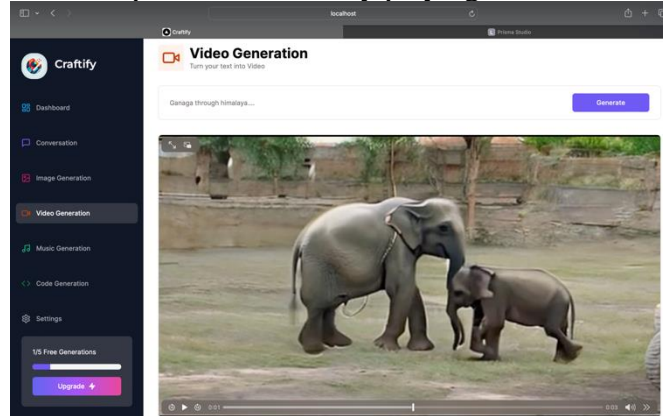 localhost
Craftify
Prisma Studio
Craftify
Video Generation
Turn your text into Video
Ganaga through himalaya....
Generate
Dashboard
Conversation
Image Generation
Video Generation
Music Generation
Code Generation
Settings
1/5 Free Generations
Upgrade
0:01
0:03